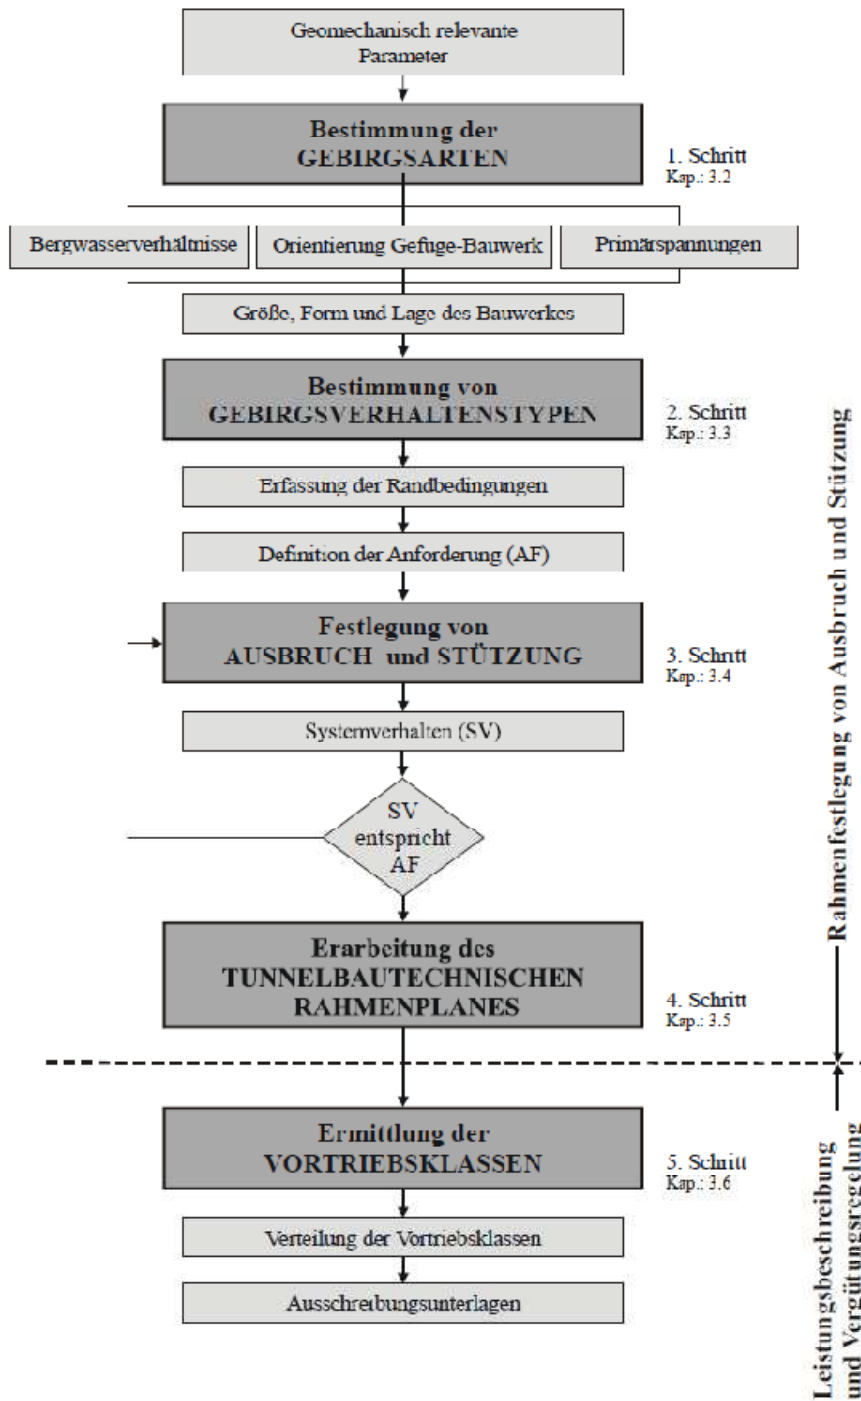 Geomechanisch relevante
Parameter
Bestimmung der
GEBIRGSARTEN
1. Schritt
Kap.: 3.2
Bergwasserverhältnisse
Orientierung Gefüge-Bauwerk
Primärspannungen
Größe, Form und Lage des Bauwerkes
Bestimmung von
GEBIRGSVERHALTENSTYPEN
2. Schritt
Kap.: 3.3
Erfassung der Randbedingungen
Definition der Anforderung (AF)
Festlegung von
AUSBRUCH und STÜTZUNG
3. Schritt
Kap.: 3.4
Systemverhalten (SV)
SV
entspricht
AF
Erarbeitung des
TUNNELBAUTECHNISCHEN
RAHMENPLANES
4. Schritt
Kap.: 3.5
Rahmenfestlegung von Ausbruch und Stützung
Ermittlung der
VORTRIEBSKLASSEN
5. Schritt
Kap.: 3.6
Verteilung der Vortriebsklassen
Ausschreibungsunterlagen
Leistungsbeschreibung
und Vergütungsregelung